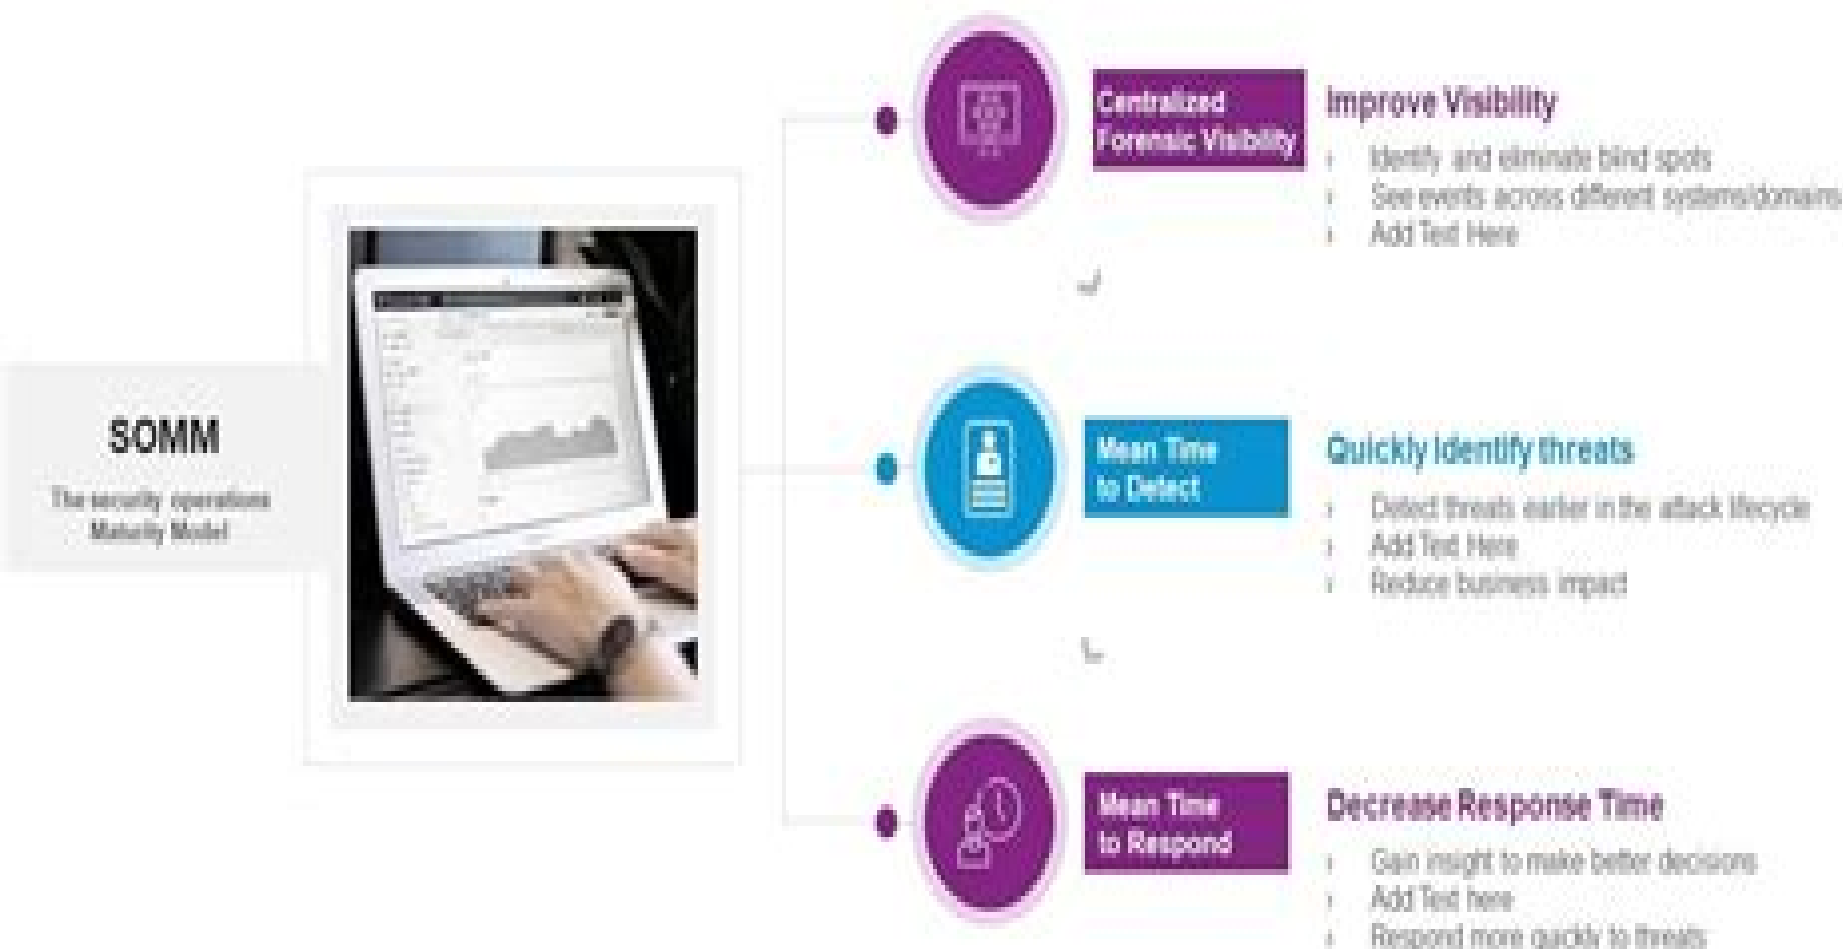 SOMM
The security operations
Maturity Model
Centralized
Forensic Visibility
Improve Visibility
Identify and eliminate blind spots
See events across different systems/domains
Add Text Here
Mean Time
to Detect
Quickly Identify threats
Detect threats earlier in the attack lifecycle
Add Text Here
Reduce business impact
Mean Time
to Respond
Decrease Response Time
Gain insight to make better decisions
Add Text here
Respond more quickly to threats